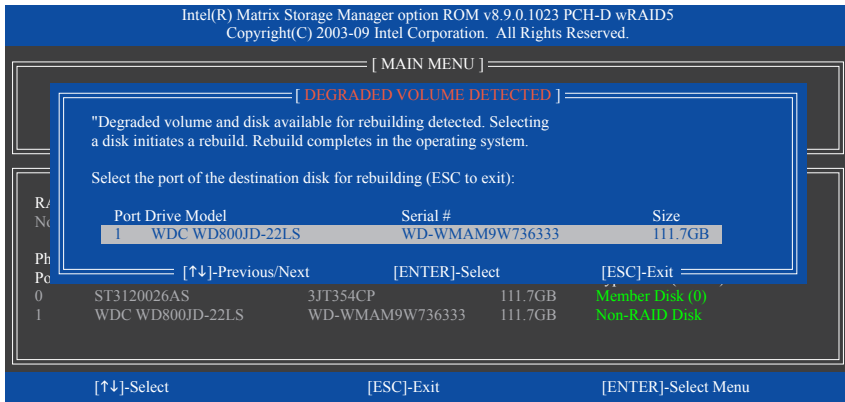 Intel(R) Matrix Storage Manager option ROM v8.9.0.1023 PCH-D wRAID5
Copyright(C) 2003-09 Intel Corporation. All Rights Reserved.
[ MAIN MENU ]
[ DEGRADED VOLUME DETECTED ]
"Degraded volume and disk available for rebuilding detected. Selecting
a disk initiates a rebuild. Rebuild completes in the operating system.
Select the port of the destination disk for rebuilding (ESC to exit):
Port Drive Model Serial # Size
1 WDC WD800JD-22LS WD-WMAM9W736333 111.7GB
[↑↓]-Previous/Next [ENTER]-Select [ESC]-Exit
0 ST3120026AS 3JT354CP 111.7GB Member Disk (0)
1 WDC WD800JD-22LS WD-WMAM9W736333 111.7GB Non-RAID Disk
[↑↓]-Select [ESC]-Exit [ENTER]-Select Menu